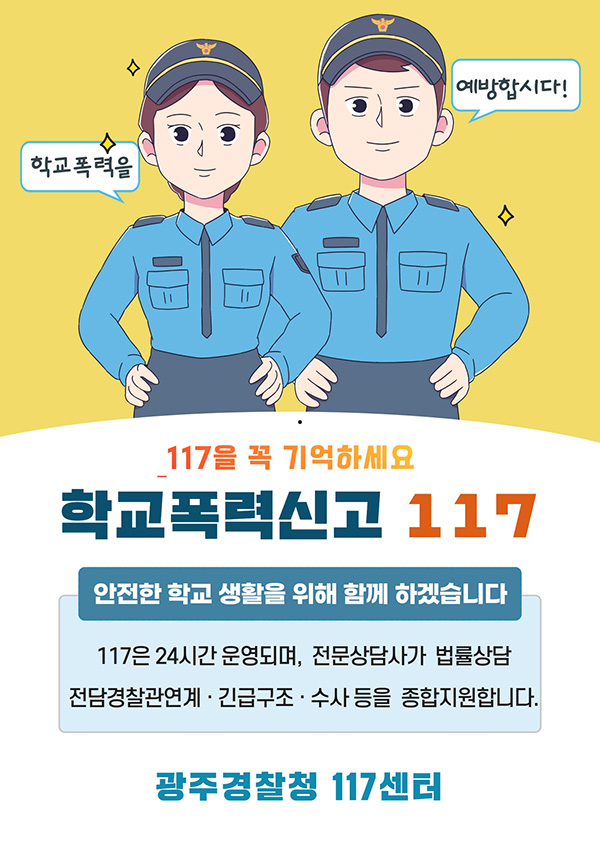 학교폭력을
예방합시다!
117을 꼭 기억하세요
학교폭력신고 117
안전한 학교 생활을 위해 함께 하겠습니다
117은 24시간 운영되며, 전문상담사가 법률상담
전담경찰관연계 · 긴급구조 · 수사 등을 종합지원합니다.
광주경찰청 117센터